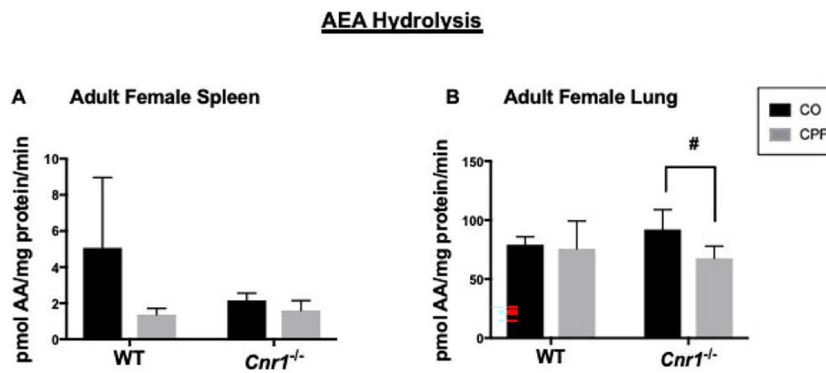 AEA Hydrolysis
A Adult Female Spleen
pmol AA/mg protein/min
10
8
6
4
2
0
WT Cnr1-/-
B Adult Female Lung
pmol AA/mg protein/min
150
100
50
0
#
WT Cnr1-/-
CO
CPF